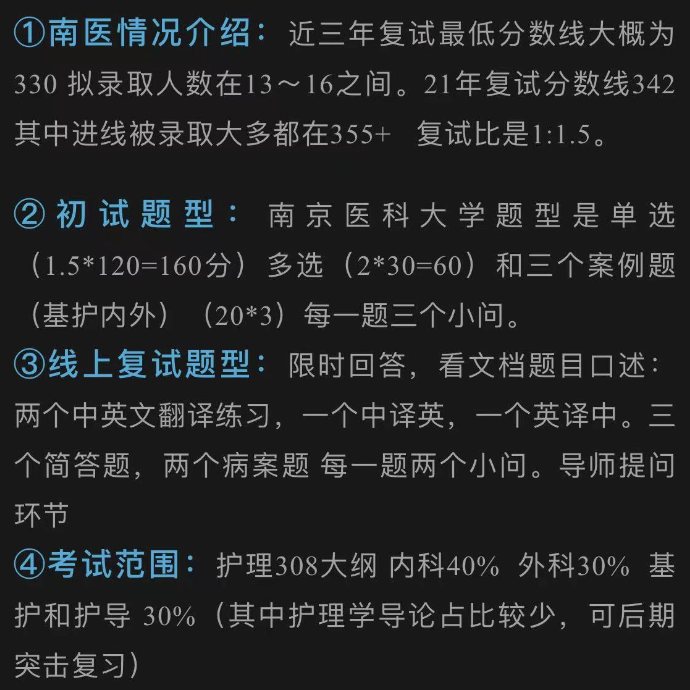 ①南医情况介绍：近三年复试最低分数线大概为
330 拟录取人数在13～16之间。21年复试分数线342
其中进线被录取大多都在355+ 复试比是1:1.5。
②初试题型：南京医科大学题型是单选
（1.5*120=160分）多选（2*30=60）和三个案例题
（基护内外）（20*3）每一题三个小问。
③线上复试题型：限时回答，看文档题目口述：
两个中英文翻译练习，一个中译英，一个英译中。三
个简答题，两个病案题 每一题两个小问。导师提问
环节
④考试范围：护理308大纲 内科40% 外科30% 基
护和护导 30%（其中护理学导论占比较少，可后期
突击复习）